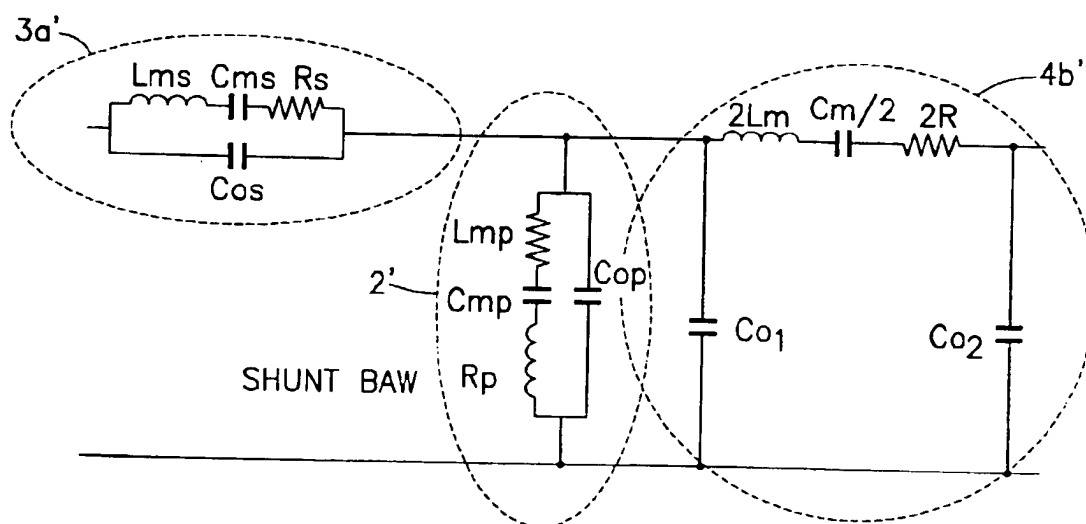 3a'
Lms Cms Rs
Cos
4b'
2Lm Cm/2 2R
Lmp
Cop
2'
Cmp
Co1
Co2
SHUNT BAW Rp